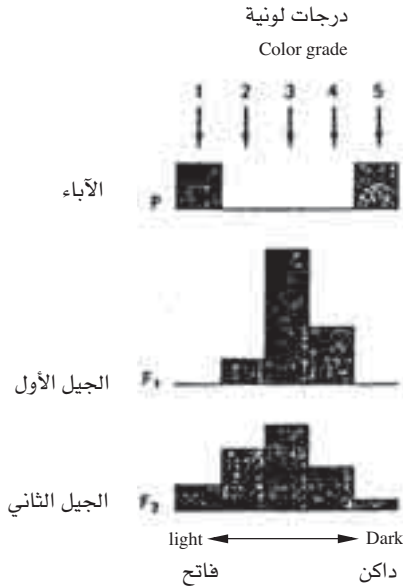 درجات لونية
Color grade
1 2 3 4 5
الآباء P
الجيل الأول F₁
الجيل الثاني F₂
light Dark
فاتح داكن